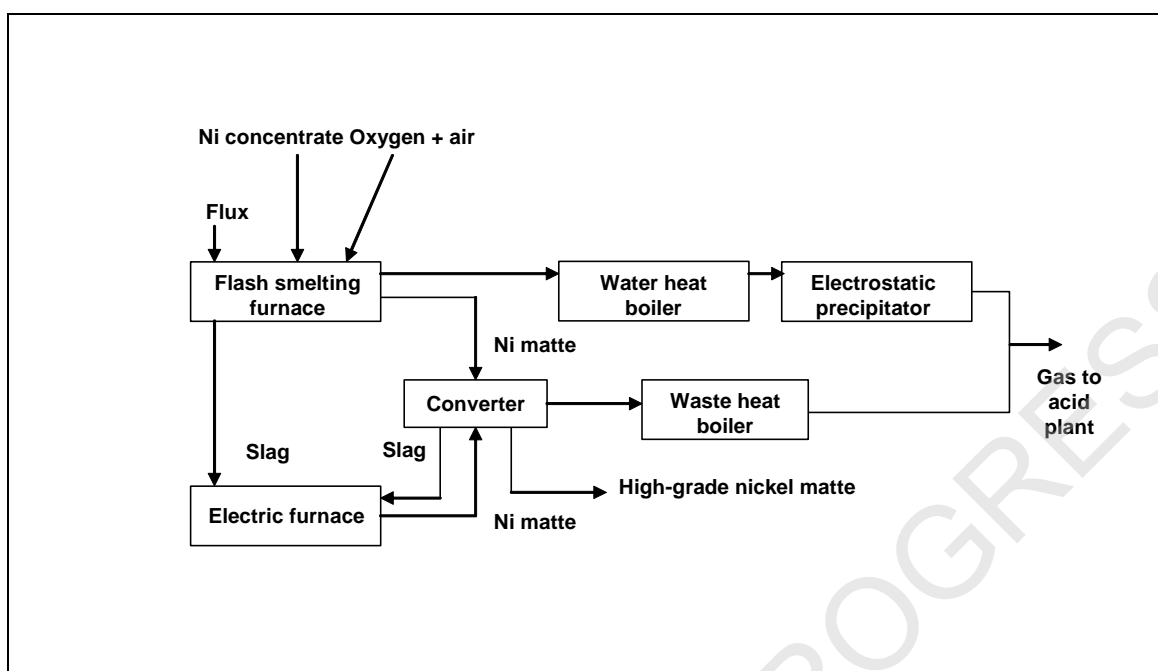 Ni concentrate Oxygen + air
Flux
Flash smelting
furnace
Water heat
boiler
Electrostatic
precipitator
Ni matte
Gas to
acid
plant
Converter
Waste heat
boiler
Slag
Slag
High-grade nickel matte
Electric furnace
Ni matte
OGRESS